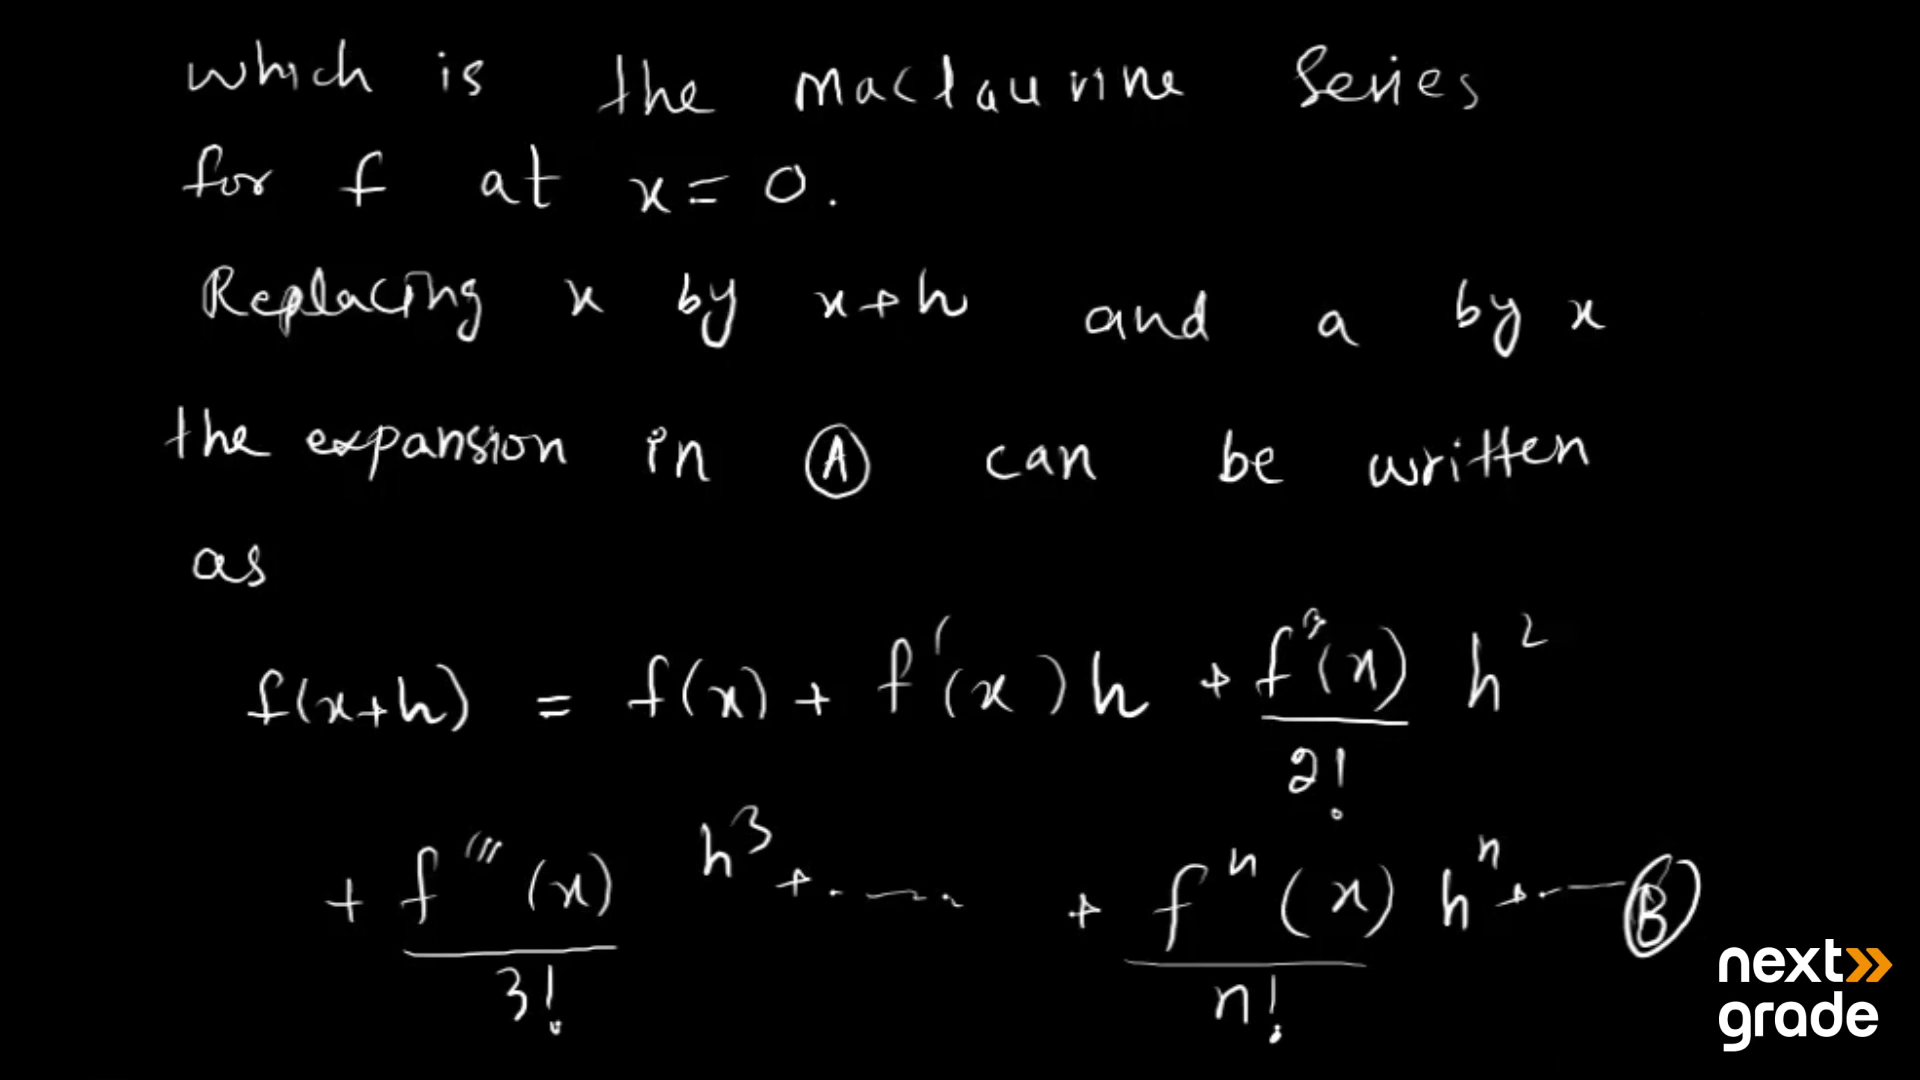 which is the maclaurine Series
for f at x = 0.
Replacing x by x+h and a by x
the expansion in Ⓐ can be written
as
f(x+h) = f(x) + f'(x)h + f''(x)/2! h²
+ f'''(x)/3! h³ + ..... + fⁿ(x)/n! hⁿ + .--- Ⓑ
next
grade